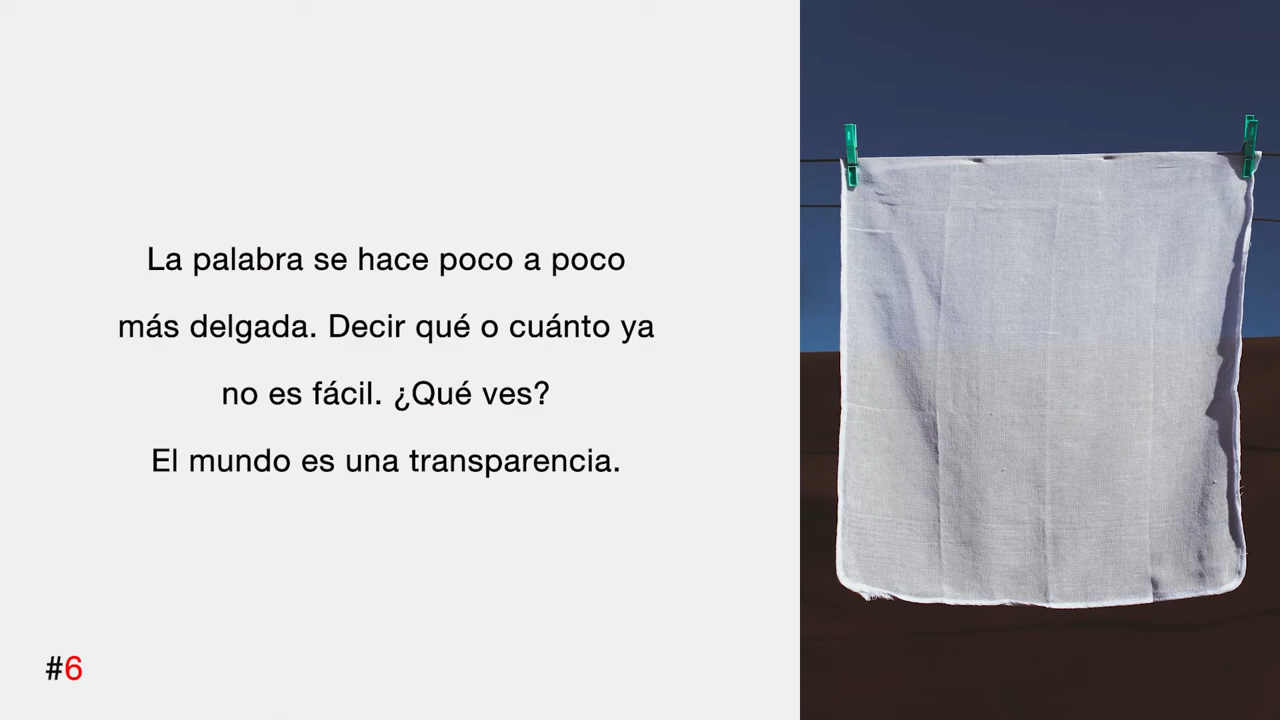 La palabra se hace poco a poco
más delgada. Decir qué o cuánto ya
no es fácil. ¿Qué ves?
El mundo es una transparencia.
#6